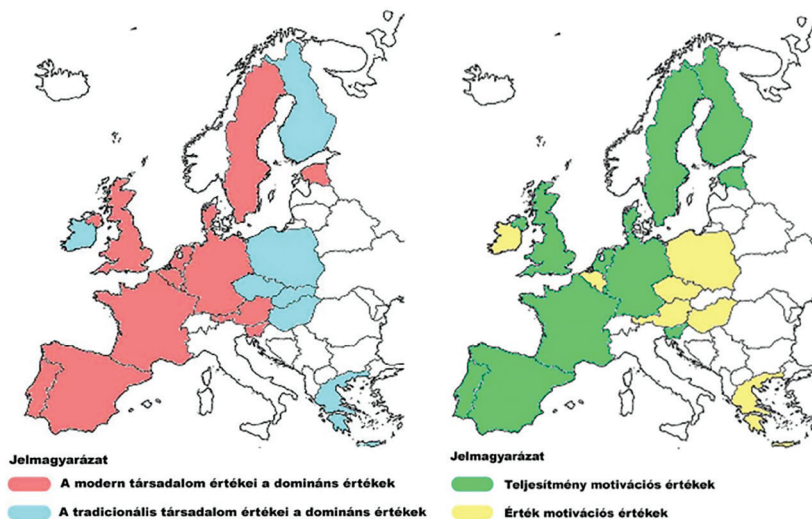 Jelmagyarázat
A modern társadalom értékei a domináns értékek
A tradicionális társadalom értékei a domináns értékek
Jelmagyarázat
Teljesítmény motivációs értékek
Érték motivációs értékek